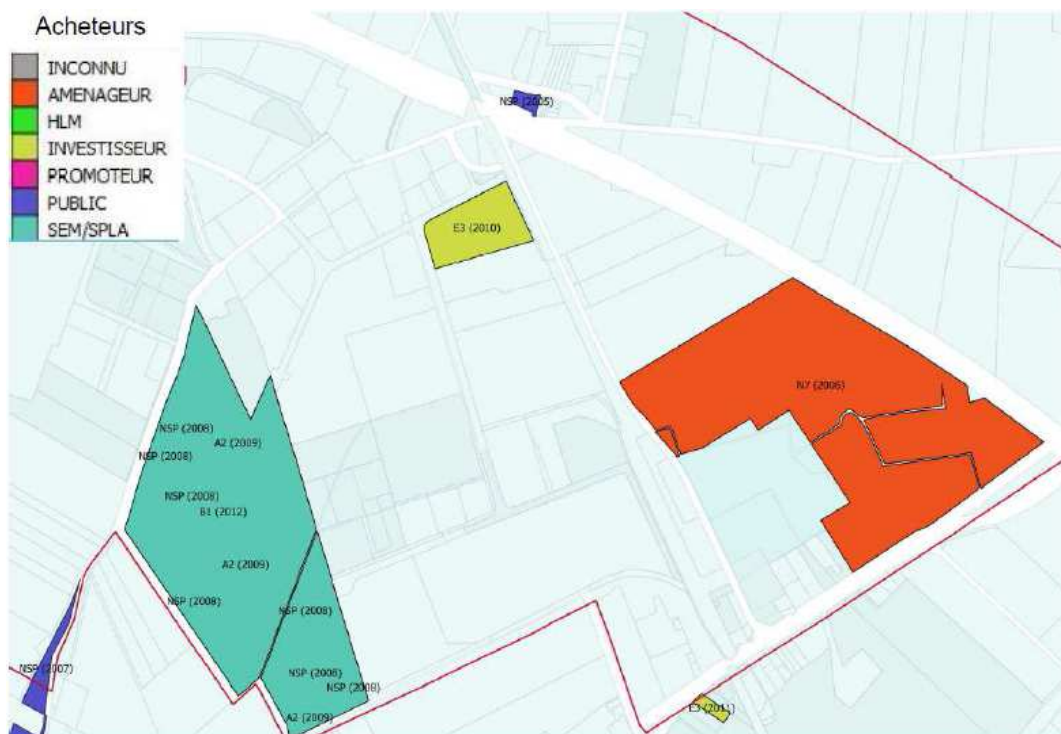 Acheteurs
INCONNU
AMENAGEUR
HLM
INVESTISSEUR
PROMOTEUR
PUBLIC
SEM/SPLA
NSP (2005)
E3 (2010)
N7 (2006)
NSP (2008)
A2 (2009)
NSP (2008)
NSP (2008)
B1 (2012)
A2 (2009)
NSP (2008)
NSP (2008)
NSP (2007)
NSP (2008)
NSP (2008)
A2 (2009)
E3 (2011)